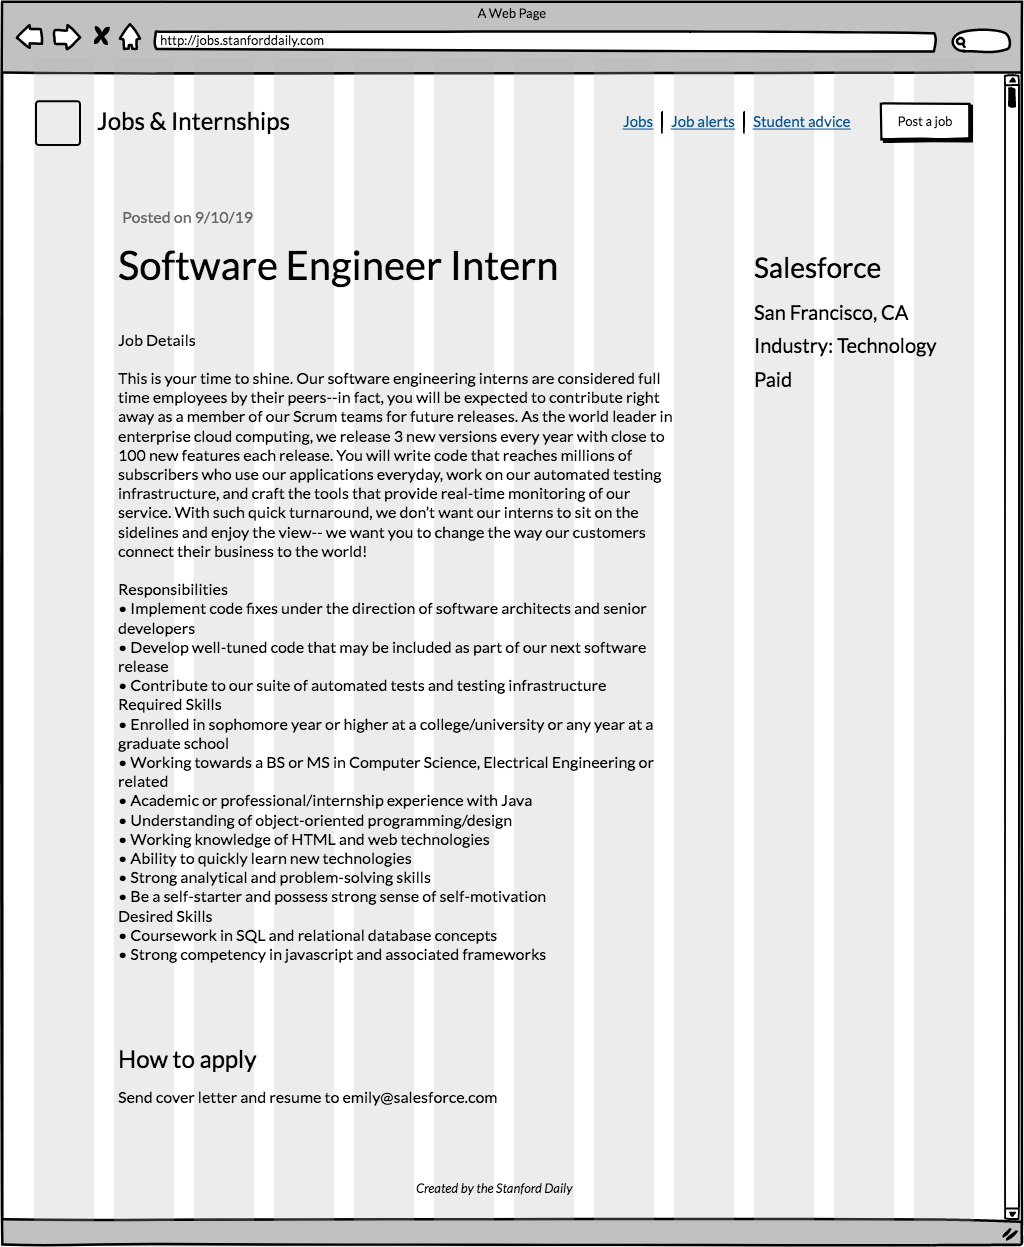 A Web Page
http://jobs.stanforddaily.com
Jobs & Internships
Jobs | Job alerts | Student advice
Post a job
Posted on 9/10/19
Software Engineer Intern
Salesforce
San Francisco, CA
Industry: Technology
Paid
Job Details
This is your time to shine. Our software engineering interns are considered full
time employees by their peers--in fact, you will be expected to contribute right
away as a member of our Scrum teams for future releases. As the world leader in
enterprise cloud computing, we release 3 new versions every year with close to
100 new features each release. You will write code that reaches millions of
subscribers who use our applications everyday, work on our automated testing
infrastructure, and craft the tools that provide real-time monitoring of our
service. With such quick turnaround, we don't want our interns to sit on the
sidelines and enjoy the view-- we want you to change the way our customers
connect their business to the world!
Responsibilities
• Implement code fixes under the direction of software architects and senior
developers
• Develop well-tuned code that may be included as part of our next software
release
• Contribute to our suite of automated tests and testing infrastructure
Required Skills
• Enrolled in sophomore year or higher at a college/university or any year at a
graduate school
• Working towards a BS or MS in Computer Science, Electrical Engineering or
related
• Academic or professional/internship experience with Java
• Understanding of object-oriented programming/design
• Working knowledge of HTML and web technologies
• Ability to quickly learn new technologies
• Strong analytical and problem-solving skills
• Be a self-starter and possess strong sense of self-motivation
Desired Skills
• Coursework in SQL and relational database concepts
• Strong competency in javascript and associated frameworks
How to apply
Send cover letter and resume to emily@salesforce.com
Created by the Stanford Daily